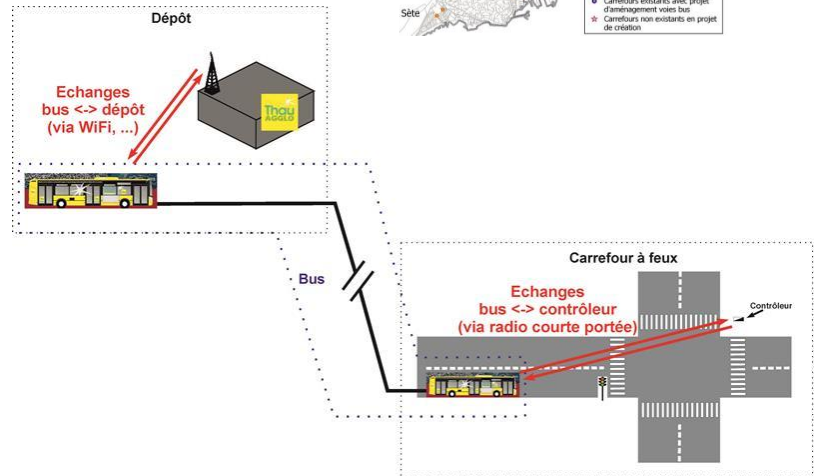 Dépôt
Sète
Carrefours existants avec projet
d'aménagement voies bus
Carrefours non existants en projet
de création
Echanges
bus <-> dépôt
(via WiFi, ...)
Thau
AGGLO
Bus
Carrefour à feux
Echanges
bus <-> contrôleur
(via radio courte portée)
Contrôleur